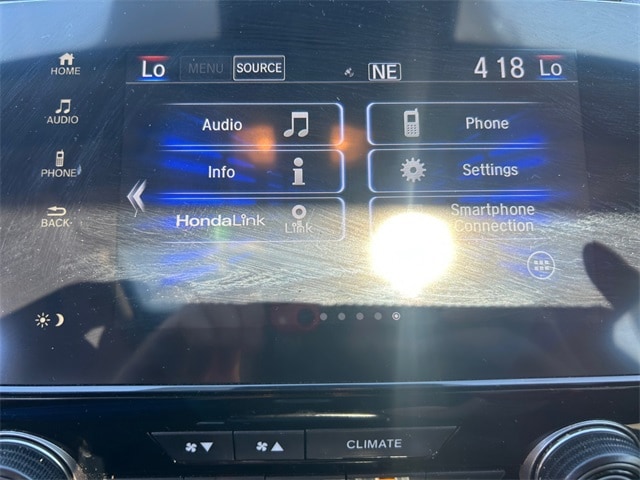 HOME
AUDIO
PHONE
BACK
Lo MENU SOURCE NE 4 18 Lo
Audio Phone
Info Settings
HondaLink Link Smartphone
Connection
CLIMATE